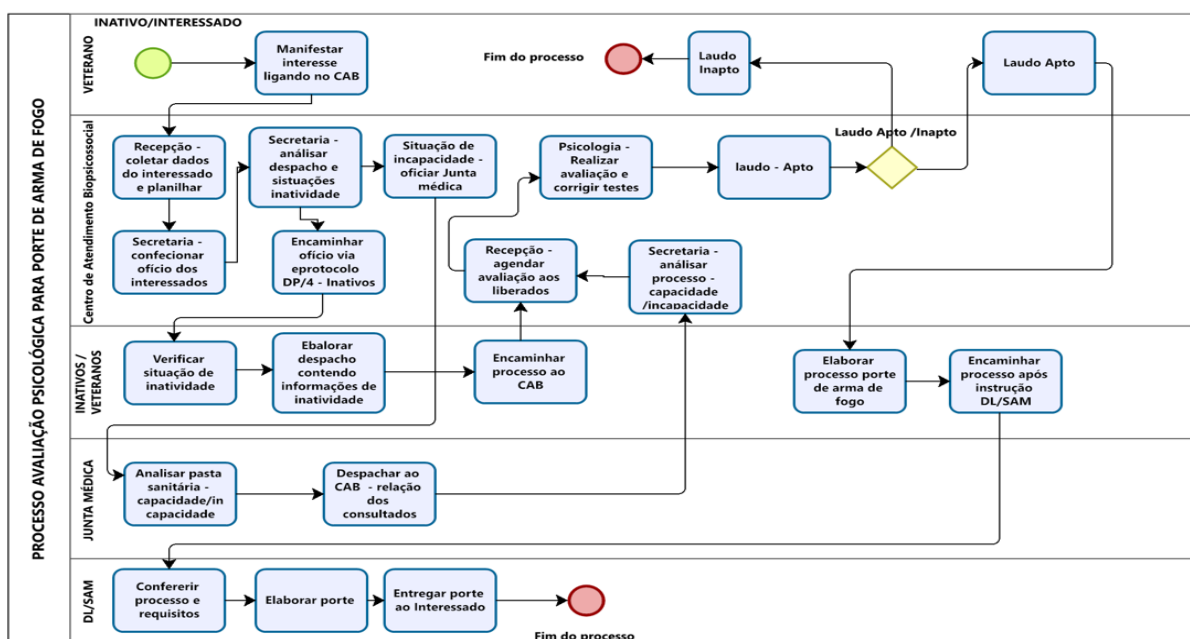 PROCESSO AVALIAÇÃO PSICOLÓGICA PARA PORTE DE ARMA DE FOGO
VETERANO
INATIVO/INTERESSADO
Manifestar
interesse
ligando no CAB
Fim do processo
Laudo
Inapto
Laudo Apto
Centro de Atendimento Biopsicossocial
Recepção -
coletar dados
do interessado
e planilhar
Secretaria -
análisar
despacho e
sistuações
inatividade
Situação de
incapacidade -
oficiar Junta
médica
Psicologia -
Realizar
avaliação e
corrigir testes
laudo - Apto
Laudo Apto /Inapto
Secretaria -
confecionar
ofício dos
interessados
Encaminhar
ofício via
eprotocolo
DP/4 - Inativos
Recepção -
agendar
avaliação aos
liberados
Secretaria -
análisar
processo -
capacidade
/incapacidade
INATIVOS /
VETERANOS
Verificar
situação de
inatividade
Ebalorar
despacho
contendo
informações de
inatividade
Encaminhar
processo ao
CAB
Elaborar
processo porte
de arma de
fogo
Encaminhar
processo após
instrução
DL/SAM
JUNTA MÉDICA
Analisar pasta
sanitária -
capacidade/in
capacidade
Despachar ao
CAB - relação
dos
consultados
DL/SAM
Confererir
processo e
requisitos
Elaborar porte
Entregar porte
ao Interessado
Fim do processo